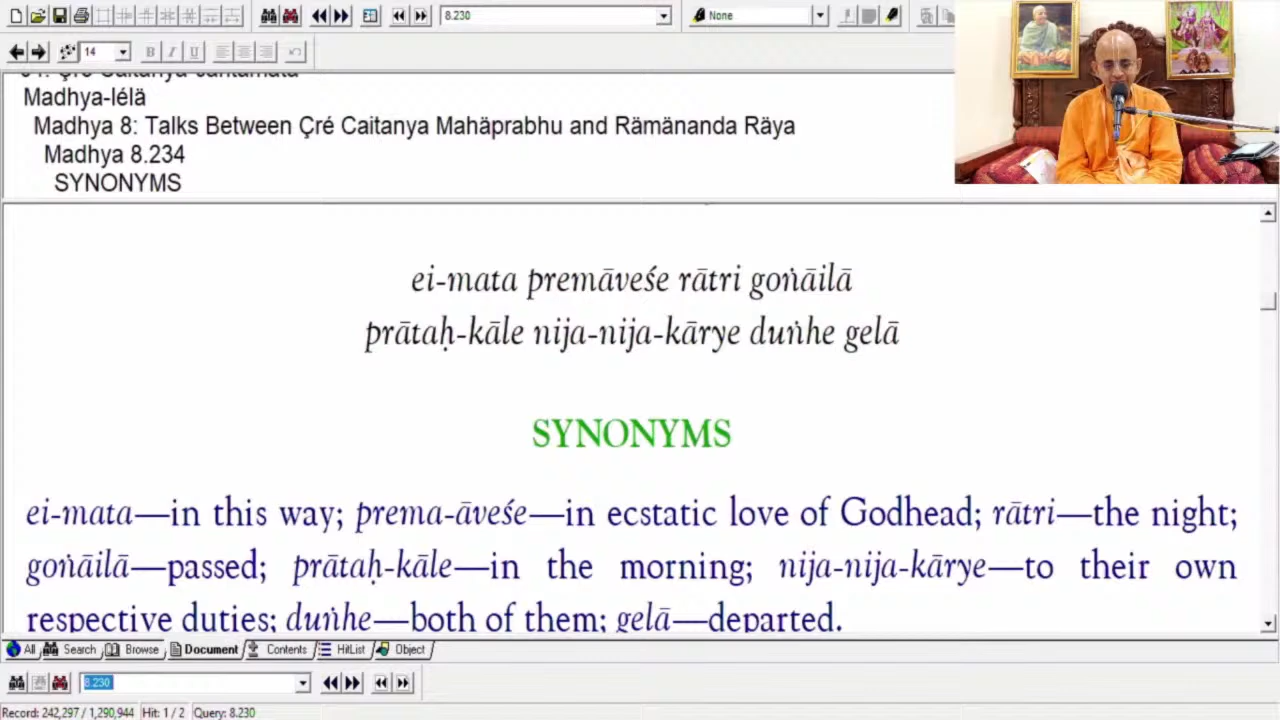 8.230
None
14
B I U
Madhya-lélä
Madhya 8: Talks Between Çré Caitanya Mahäprabhu and Rämänanda Räya
Madhya 8.234
SYNONYMS
ei-mata premāveśe rātri goṅāilā
prātaḥ-kāle nija-nija-kārye duṅhe gelā
SYNONYMS
ei-mata—in this way; prema-āveśe—in ecstatic love of Godhead; rātri—the night;
goṅāilā—passed; prātaḥ-kāle—in the morning; nija-nija-kārye—to their own
respective duties; duṅhe—both of them; gelā—departed.
All Search Browse Document Contents HitList Object
8.230
Record: 242,297 / 1,290,944 Hit: 1 / 2 Query: 8.230